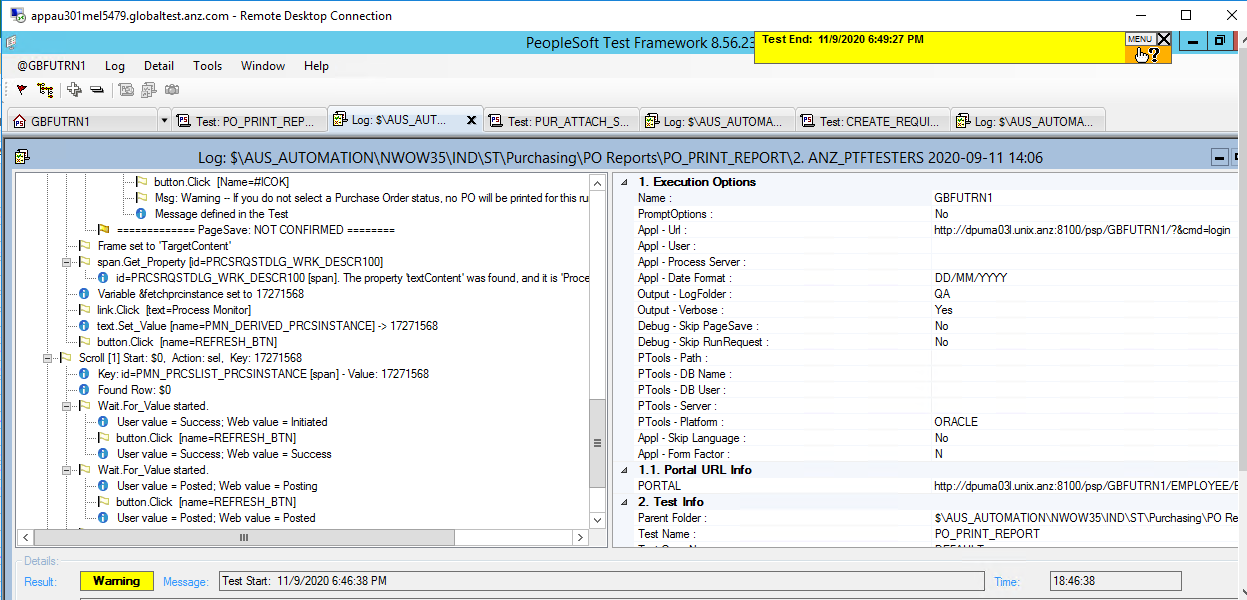 appau301mel5479.globaltest.anz.com - Remote Desktop Connection
PeopleSoft Test Framework 8.56.23
Test End: 11/9/2020 6:49:27 PM
MENU
@GBFUTRN1 Log Detail Tools Window Help
GBFUTRN1 Test: PO_PRINT_REP... Log: $\AUS_AUT... Test: PUR_ATTACH_S... Log: $\AUS_AUTOMA... Test: CREATE_REQUI... Log: $\AUS_AUTOMA...
Log: $\AUS_AUTOMATION\NWOW35\IND\ST\Purchasing\PO Reports\PO_PRINT_REPORT\2. ANZ_PTFTESTERS 2020-09-11 14:06
button.Click [Name=#ICOK]
Msg: Warning -- If you do not select a Purchase Order status, no PO will be printed for this ru
Message defined in the Test
============= PageSave: NOT CONFIRMED ========
Frame set to 'TargetContent'
span.Get_Property [id=PRCSRQSTDLG_WRK_DESCR100]
id=PRCSRQSTDLG_WRK_DESCR100 [span]. The property 'textContent' was found, and it is 'Proce
Variable &fetchprcinstance set to 17271568
link.Click [text=Process Monitor]
text.Set_Value [name=PMN_DERIVED_PRCSINSTANCE] -> 17271568
button.Click [name=REFRESH_BTN]
Scroll [1] Start: $0, Action: sel, Key: 17271568
Key: id=PMN_PRCSLIST_PRCSINSTANCE [span] - Value: 17271568
Found Row: $0
Wait.For_Value started.
User value = Success; Web value = Initiated
button.Click [name=REFRESH_BTN]
User value = Success; Web value = Success
Wait.For_Value started.
User value = Posted; Web value = Posting
button.Click [name=REFRESH_BTN]
User value = Posted; Web value = Posted
1. Execution Options
Name : GBFUTRN1
PromptOptions : No
Appl - Url : http://dpuma03l.unix.anz:8100/psp/GBFUTRN1/?&cmd=login
Appl - User :
Appl - Process Server :
Appl - Date Format : DD/MM/YYYY
Output - LogFolder : QA
Output - Verbose : Yes
Debug - Skip PageSave : No
Debug - Skip RunRequest : No
PTools - Path :
PTools - DB Name :
PTools - DB User :
PTools - Server :
PTools - Platform : ORACLE
Appl - Skip Language : No
Appl - Form Factor : N
1.1. Portal URL Info
PORTAL http://dpuma03l.unix.anz:8100/psp/GBFUTRN1/EMPLOYEE/E
2. Test Info
Parent Folder : $\AUS_AUTOMATION\NWOW35\IND\ST\Purchasing\PO Re
Test Name : PO_PRINT_REPORT
Details:
Result: Warning Message: Test Start: 11/9/2020 6:46:38 PM Time: 18:46:38